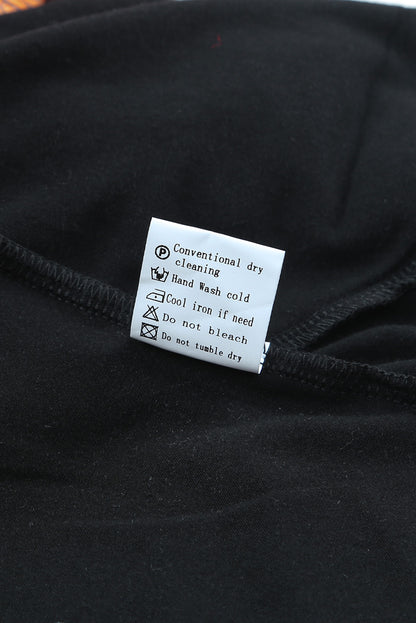 P Conventional dry
cleaning
Hand Wash cold
Cool iron if need
Do not bleach
Do not tumble dry